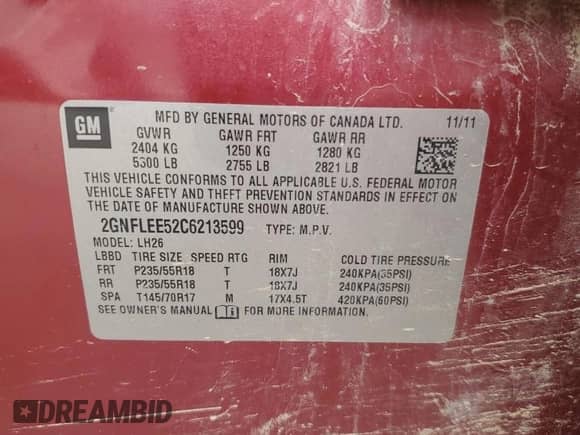 GM
MFD BY GENERAL MOTORS OF CANADA LTD. 11/11
GVWR GAWR FRT GAWR RR
2404 KG 1250 KG 1280 KG
5300 LB 2755 LB 2821 LB
THIS VEHICLE CONFORMS TO ALL APPLICABLE U.S. FEDERAL MOTOR
VEHICLE SAFETY AND THEFT PREVENTION STANDARDS IN EFFECT ON
THE DATE OF MANUFACTURE SHOWN ABOVE.
2GNFLEE52C6213599 TYPE: M.P.V.
MODEL: LH26
LBBD TIRE SIZE SPEED RTG RIM COLD TIRE PRESSURE
FRT P235/55R18 T 18X7J 240KPA(35PSI)
RR P235/55R18 T 18X7J 240KPA(35PSI)
SPA T145/70R17 M 17X4.5T 420KPA(60PSI)
SEE OWNER'S MANUAL FOR MORE INFORMATION.
DREAMBID